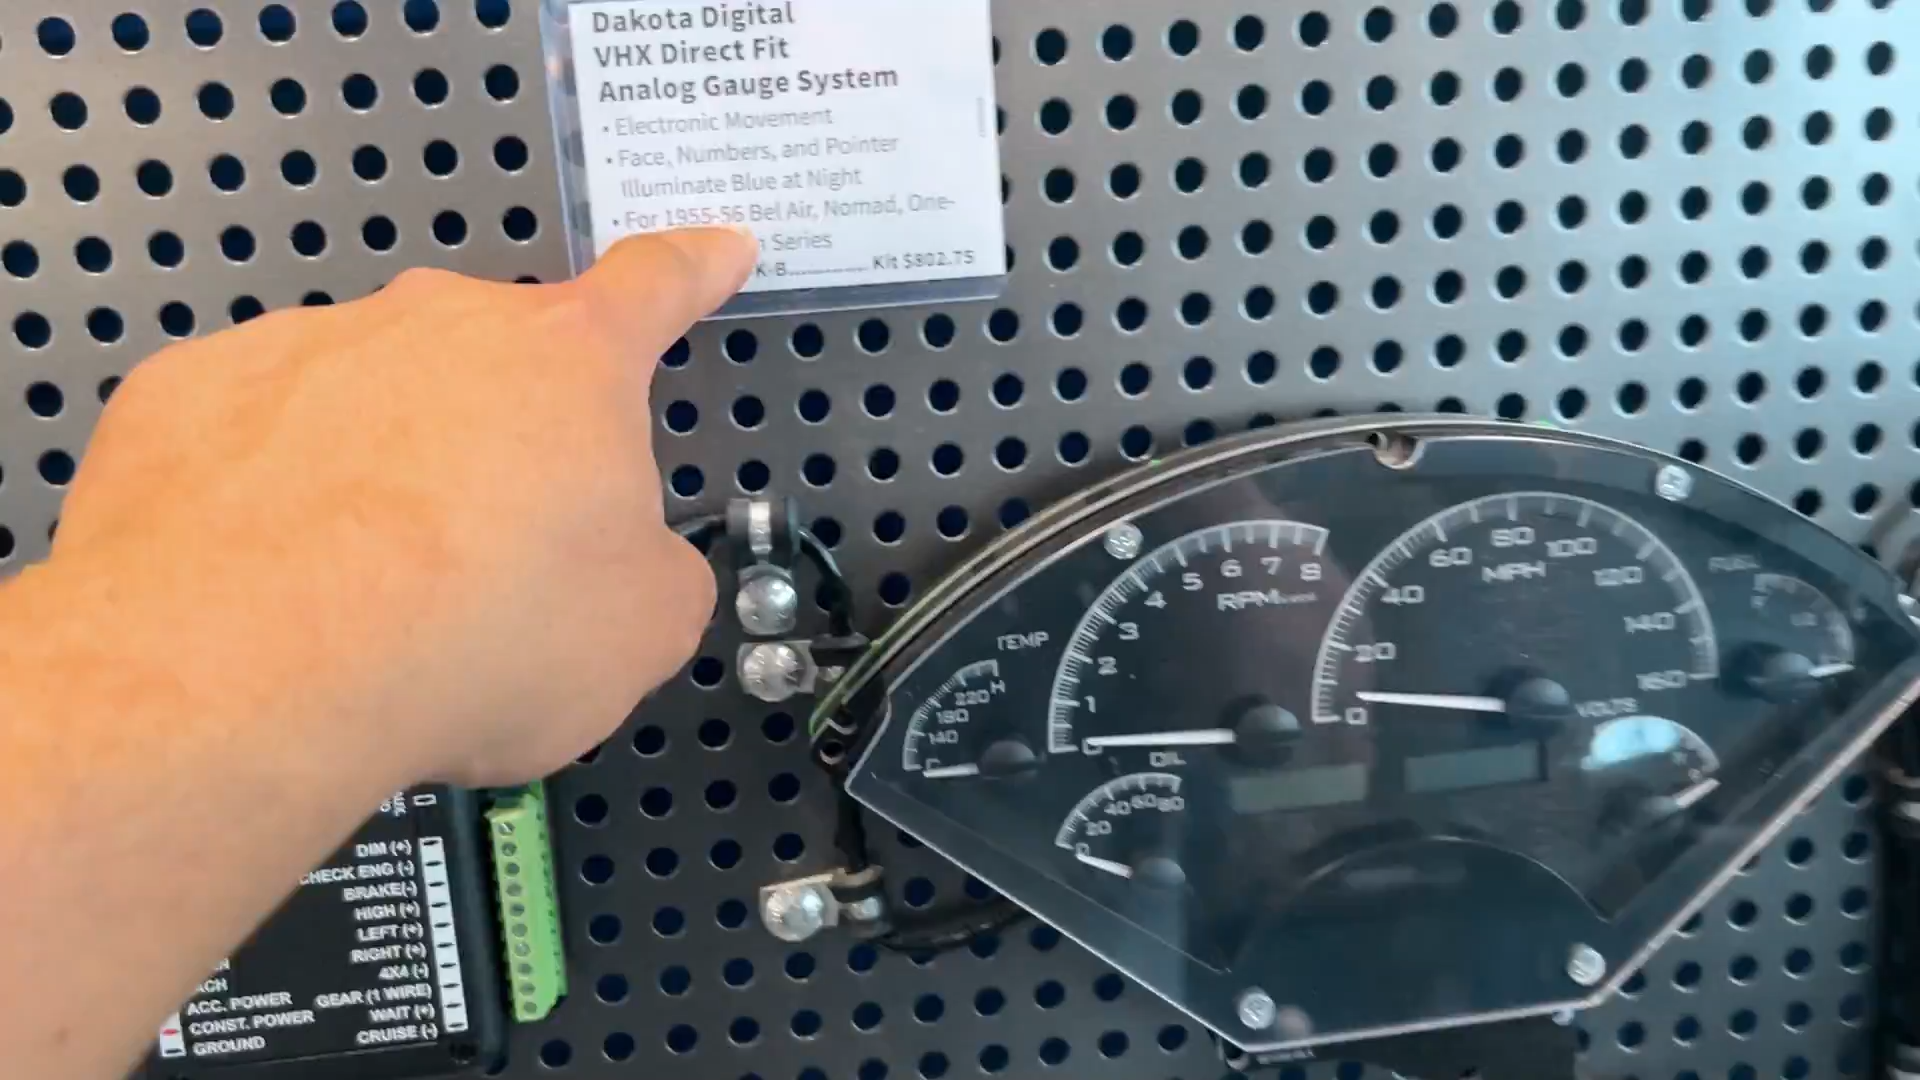 Dakota Digital
VHX Direct Fit
Analog Gauge System
• Electronic Movement
• Face, Numbers, and Pointer
Illuminate Blue at Night
• For 1955-56 Bel Air, Nomad, One-
Series
K-B............... Kit $802.75
TEMP
220 H
180
140
C
0 1 2 3 4 5 6 7 8
RPM
0 20 40 60 80 100 120 140 160
MPH
FUEL
VOLTS
OIL
0 20 40 60 80
DIM (+)
CHECK ENG (-)
BRAKE(-)
HIGH (+)
LEFT (+)
RIGHT (+)
4X4 (-)
ACH
ACC. POWER GEAR (1 WIRE)
CONST. POWER WAIT (+)
GROUND CRUISE (-)